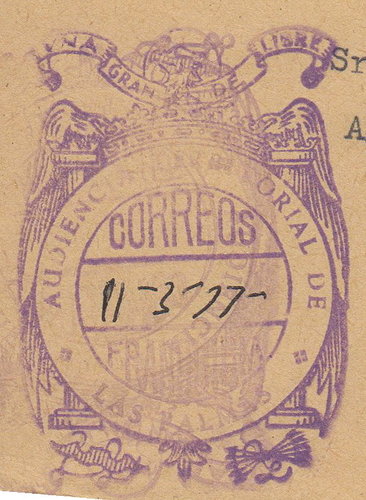 UNA GRANDE LIBRE
Sr
A
AUDIENCIA TERRITORIAL DE
CORREOS
11-3-77-
FRANQUICIA
LAS PALMAS